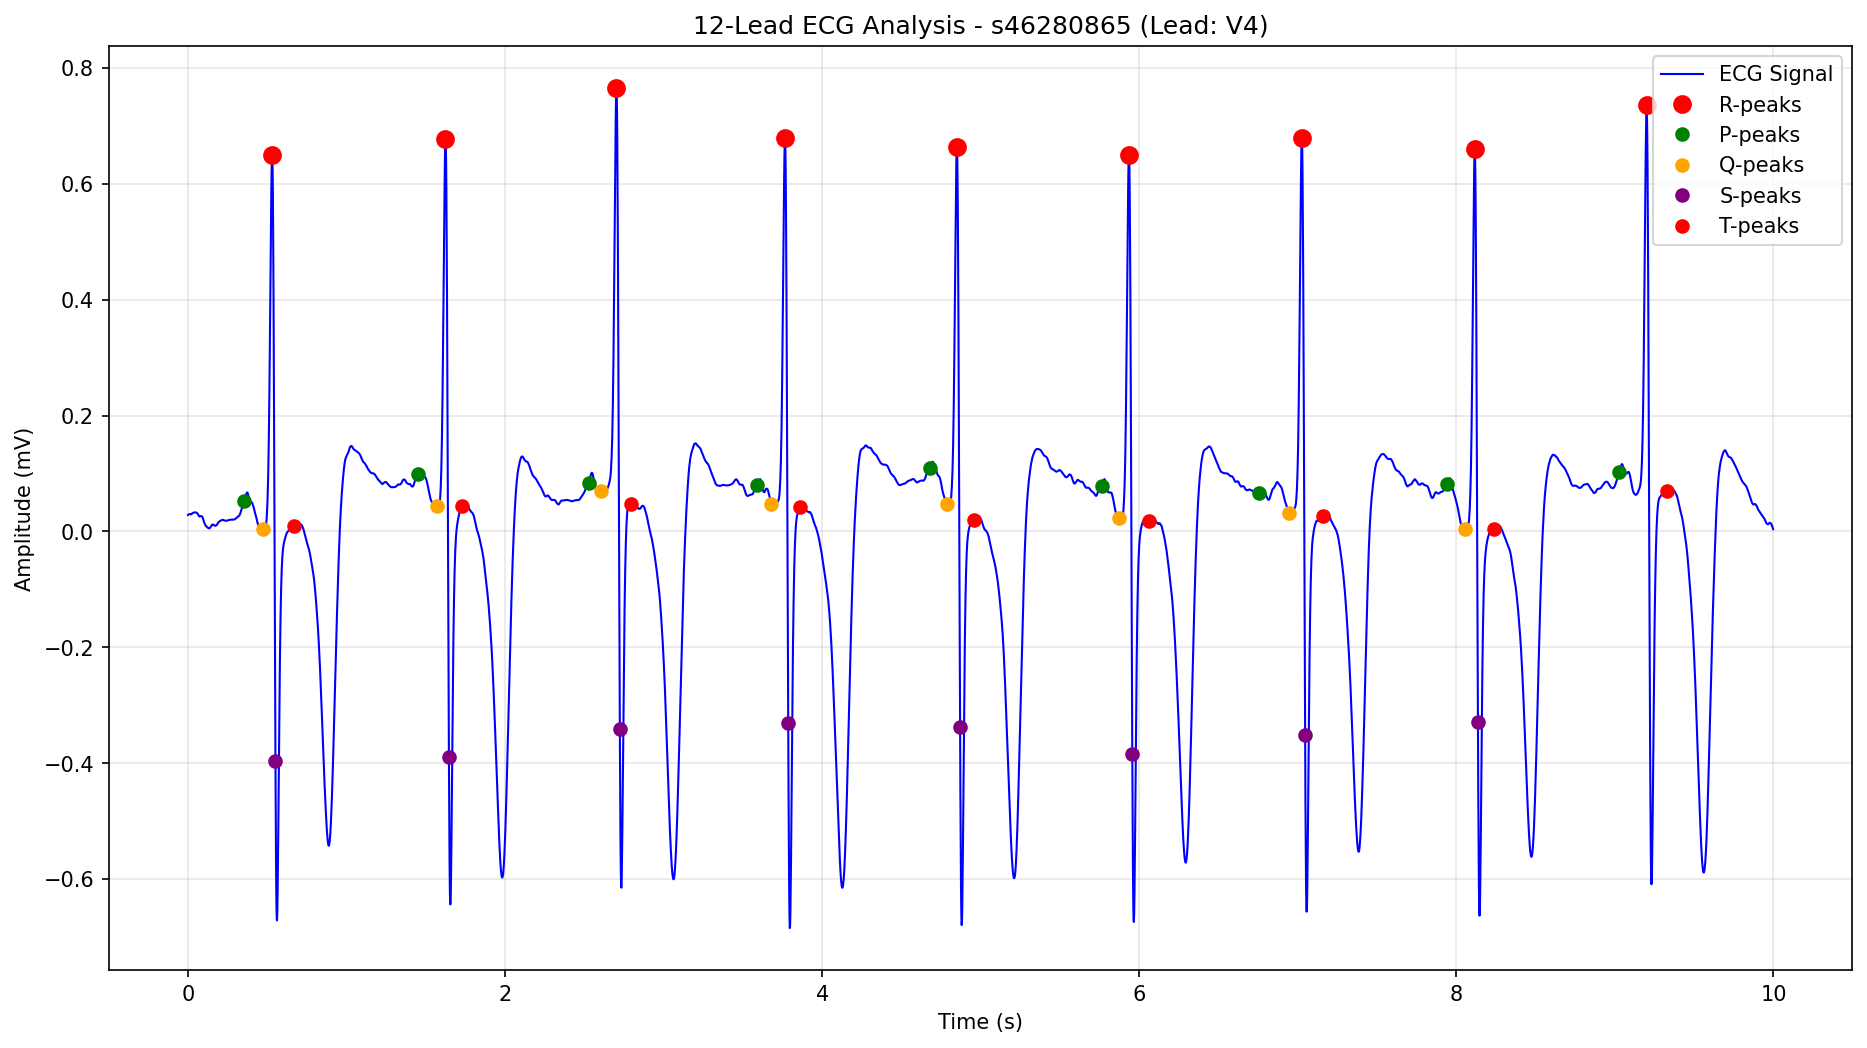 12-Lead ECG Analysis - s46280865 (Lead: V4)
ECG Signal
R-peaks
P-peaks
Q-peaks
S-peaks
T-peaks
Amplitude (mV)
0.8
0.6
0.4
0.2
0.0
−0.2
−0.4
−0.6
0 2 4 6 8 10
Time (s)